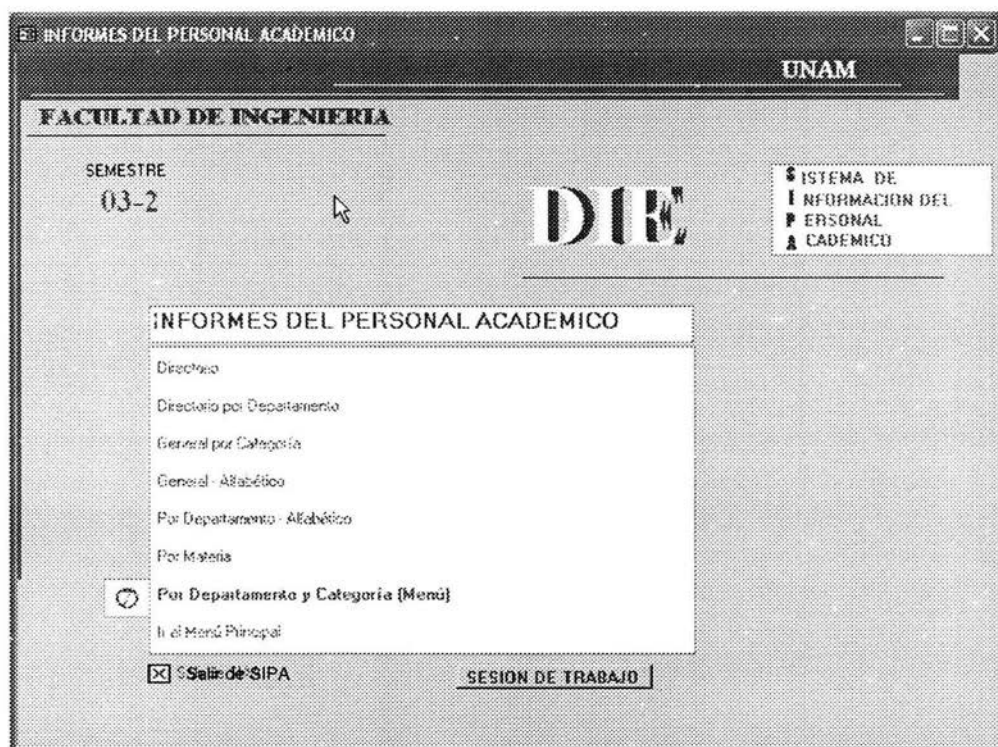 INFORMES DEL PERSONAL ACADEMICO
UNAM
FACULTAD DE INGENIERIA
SEMESTRE
03-2
DIE
SISTEMA DE
INFORMACION DEL
PERSONAL
ACADEMICO
INFORMES DEL PERSONAL ACADEMICO
Directorio
Directorio por Departamento
General por Categoría
General - Alfabético
Por Departamento - Alfabético
Por Materia
Por Departamento y Categoría (Menú)
Ir al Menú Principal
Salir de SIPA
SESION DE TRABAJO